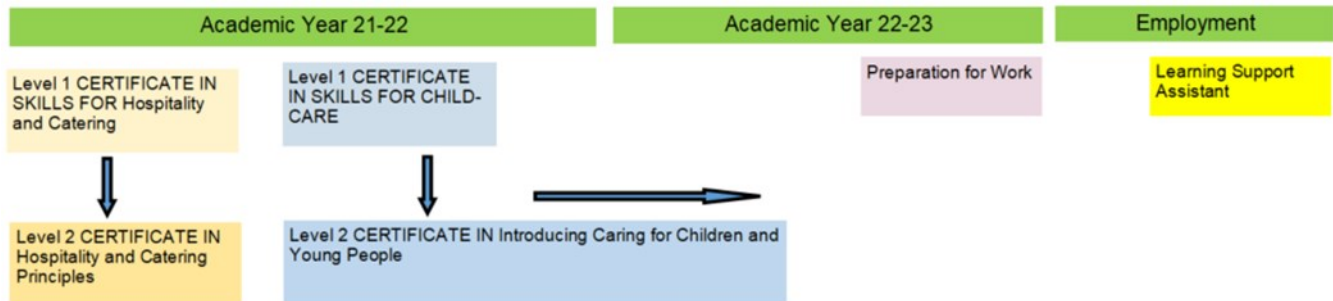 Academic Year 21-22
Academic Year 22-23
Employment
Level 1 CERTIFICATE IN
SKILLS FOR Hospitality
and Catering
Level 1 CERTIFICATE
IN SKILLS FOR CHILD-
CARE
Preparation for Work
Learning Support
Assistant
Level 2 CERTIFICATE IN
Hospitality and Catering
Principles
Level 2 CERTIFICATE IN Introducing Caring for Children and
Young People